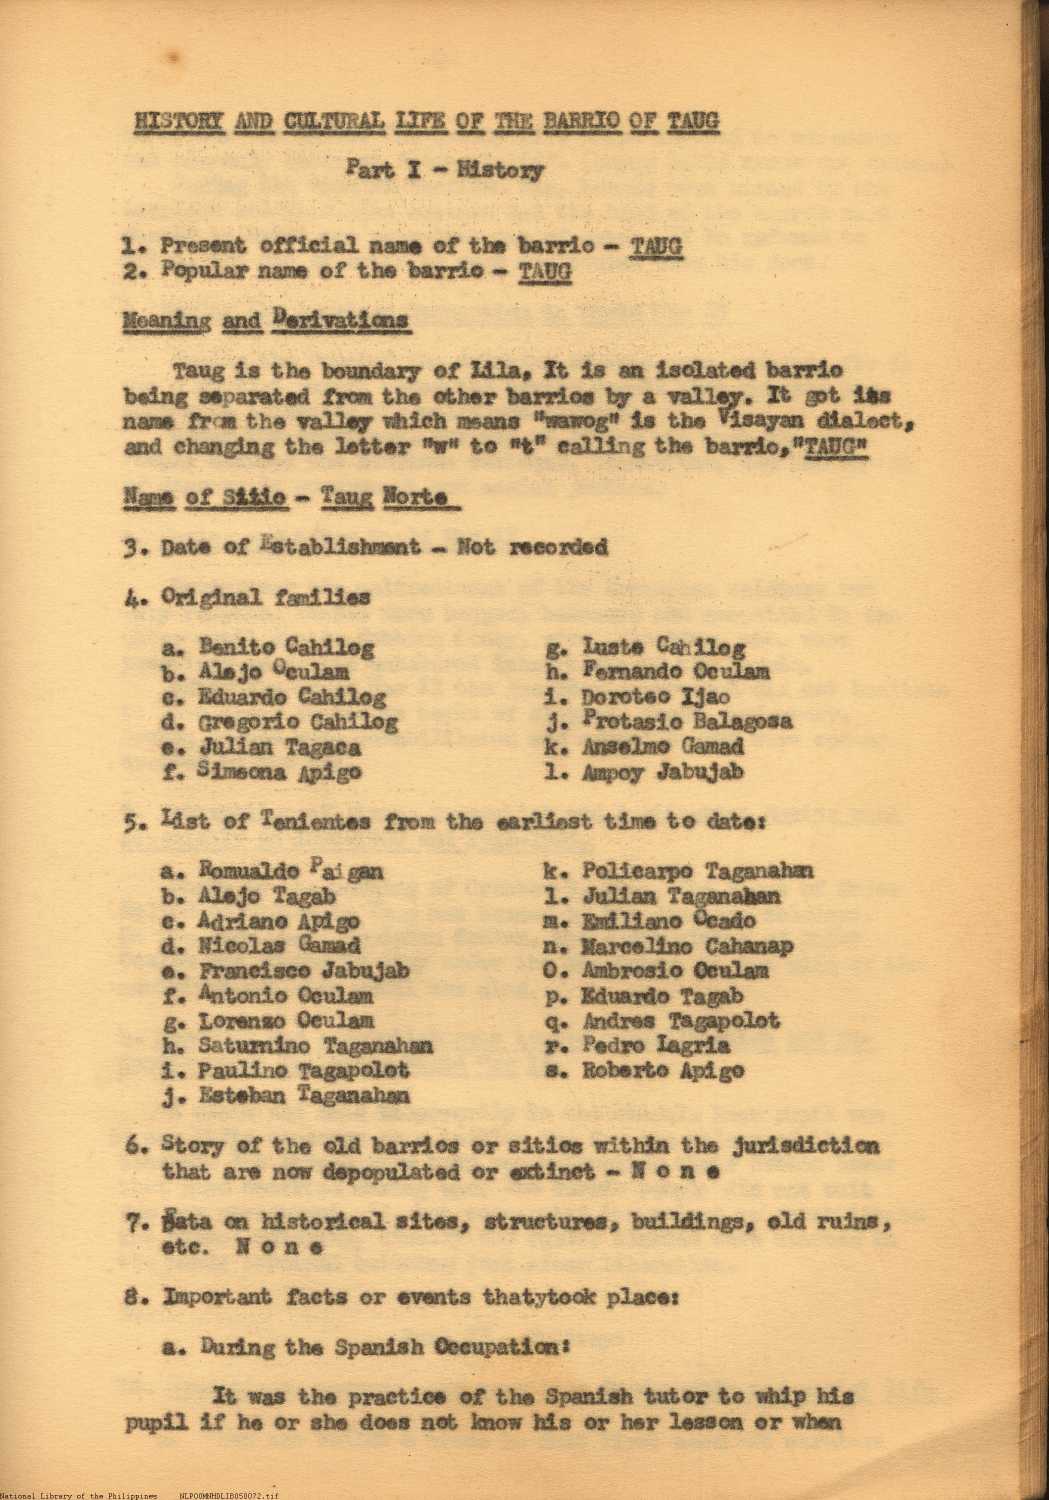 HISTORY AND CULTURAL LIFE OF THE BARRIO OF TAUG
Part I - History
1. Present official name of the barrio - TAUG
2. Popular name of the barrio - TAUG
Meaning and Derivations
Taug is the boundary of Lila, It is an isolated barrio
being separated from the other barrios by a valley. It got its
name from the valley which means "wawog" is the Visayan dialect,
and changing the letter "w" to "t" calling the barrio,"TAUG"
Name of Sitio - Taug Norte
3. Date of Establishment - Not recorded
4. Original families
a. Benito Cahilog
b. Alejo Oculam
c. Eduardo Cahilog
d. Gregorio Cahilog
e. Julian Tagaca
f. Simeona Apigo
g. Luste Cahilog
h. Fernando Oculam
i. Doroteo Ijao
j. Protasio Balagosa
k. Anselmo Gamad
l. Ampoy Jabujab
5. List of Tenientes from the earliest time to date:
a. Romualdo Paigan
b. Alejo Tagab
c. Adriano Apigo
d. Nicolas Gamad
e. Francisco Jabujab
f. Antonio Oculam
g. Lorenzo Oculam
h. Saturnino Taganahan
i. Paulino Tagapolot
j. Esteban Taganahan
k. Policarpo Taganahan
l. Julian Taganahan
m. Emiliano Ocado
n. Marcelino Cahanap
O. Ambrosio Oculam
p. Eduardo Tagab
q. Andres Tagapolot
r. Pedro Lagria
s. Roberto Apigo
6. Story of the old barrios or sitios within the jurisdiction
that are now depopulated or extinct - N o n e
7. Data on historical sites, structures, buildings, old ruins,
etc. N o n e
8. Important facts or events thatytook place:
a. During the Spanish Occupation:
It was the practice of the Spanish tutor to whip his
pupil if he or she does not know his or her lesson or when
National Library of the Philippines NLPOOMNHDLIB050072.tif